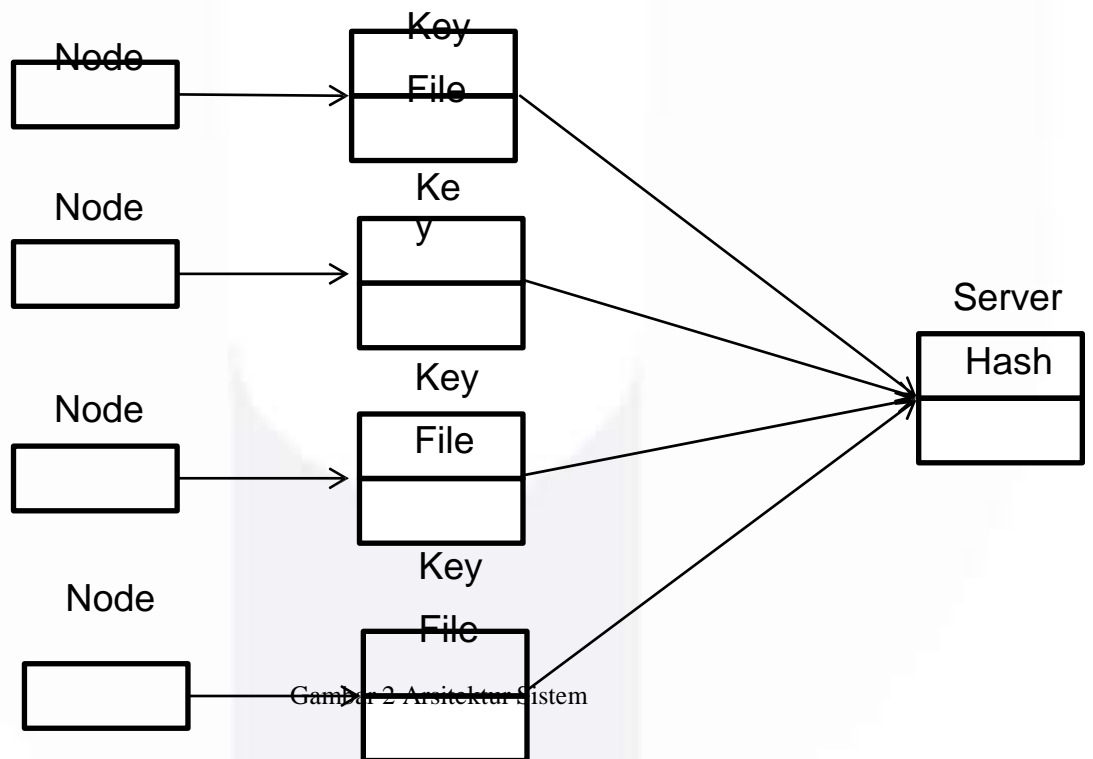 Node
Key
File
Node
Ke
y
Node
Key
File
Node
Key
File
Server
Hash
Gambar 2 Arsitektur Sistem